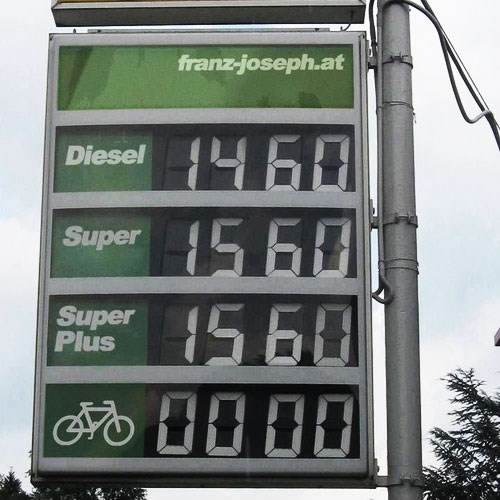 franz-joseph.at
Diesel 1460
Super 1560
Super
Plus 1560
0000